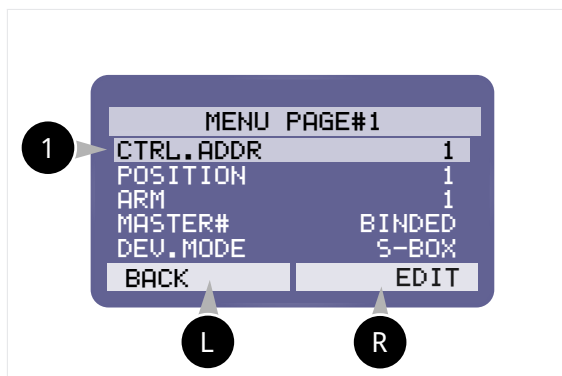 MENU PAGE#1
1 CTRL.ADDR 1
POSITION 1
ARM 1
MASTER# BINDED
DEV.MODE S-BOX
BACK EDIT
L R